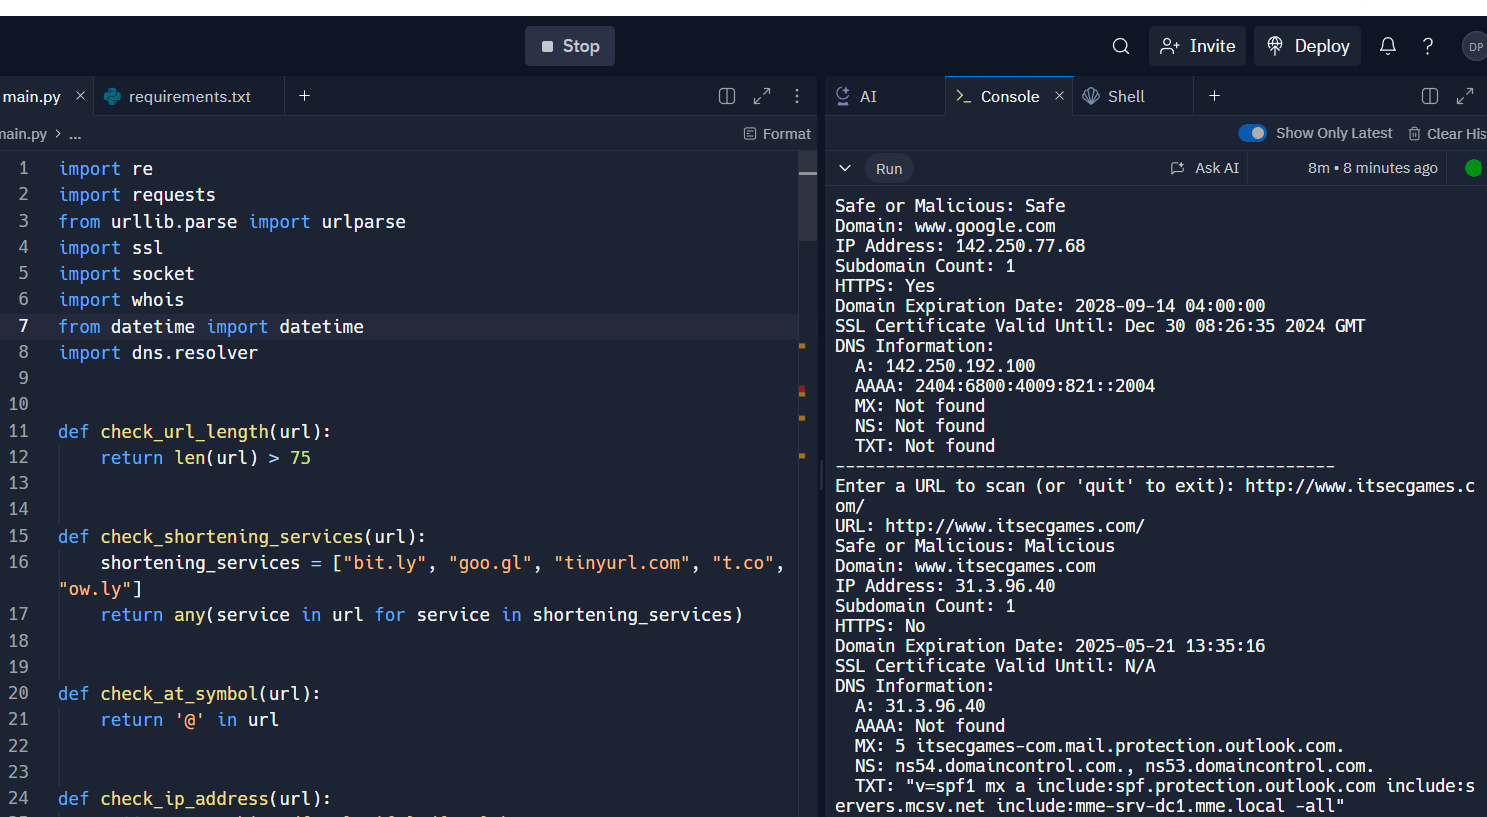 Stop
Invite
Deploy
?
DP
main.py ×
requirements.txt
+
AI
Console ×
Shell
+
main.py > ...
Format
Show Only Latest
Clear His
Run
Ask AI
8m • 8 minutes ago
1 import re
2 import requests
3 from urllib.parse import urlparse
4 import ssl
5 import socket
6 import whois
7 from datetime import datetime
8 import dns.resolver
9
10
11 def check_url_length(url):
12 return len(url) > 75
13
14
15 def check_shortening_services(url):
16 shortening_services = ["bit.ly", "goo.gl", "tinyurl.com", "t.co",
"ow.ly"]
17 return any(service in url for service in shortening_services)
18
19
20 def check_at_symbol(url):
21 return '@' in url
22
23
24 def check_ip_address(url):
Safe or Malicious: Safe
Domain: www.google.com
IP Address: 142.250.77.68
Subdomain Count: 1
HTTPS: Yes
Domain Expiration Date: 2028-09-14 04:00:00
SSL Certificate Valid Until: Dec 30 08:26:35 2024 GMT
DNS Information:
A: 142.250.192.100
AAAA: 2404:6800:4009:821::2004
MX: Not found
NS: Not found
TXT: Not found
--------------------------------------------------
Enter a URL to scan (or 'quit' to exit): http://www.itsecgames.c
om/
URL: http://www.itsecgames.com/
Safe or Malicious: Malicious
Domain: www.itsecgames.com
IP Address: 31.3.96.40
Subdomain Count: 1
HTTPS: No
Domain Expiration Date: 2025-05-21 13:35:16
SSL Certificate Valid Until: N/A
DNS Information:
A: 31.3.96.40
AAAA: Not found
MX: 5 itsecgames-com.mail.protection.outlook.com.
NS: ns54.domaincontrol.com., ns53.domaincontrol.com.
TXT: "v=spf1 mx a include:spf.protection.outlook.com include:s
ervers.mcsv.net include:mme-srv-dc1.mme.local -all"